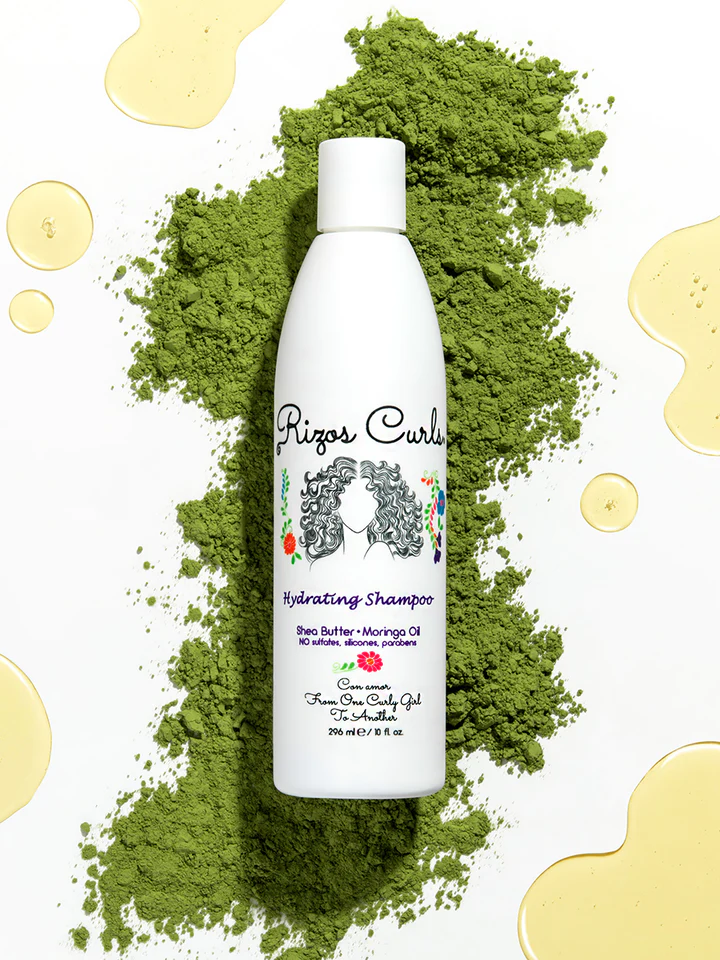 Rizos Curls
Hydrating Shampoo
Shea Butter • Moringa Oil
NO sulfates, silicones, parabens
Con amor
From One Curly Girl
To Another
296 ml ℮ / 10 fl. oz.